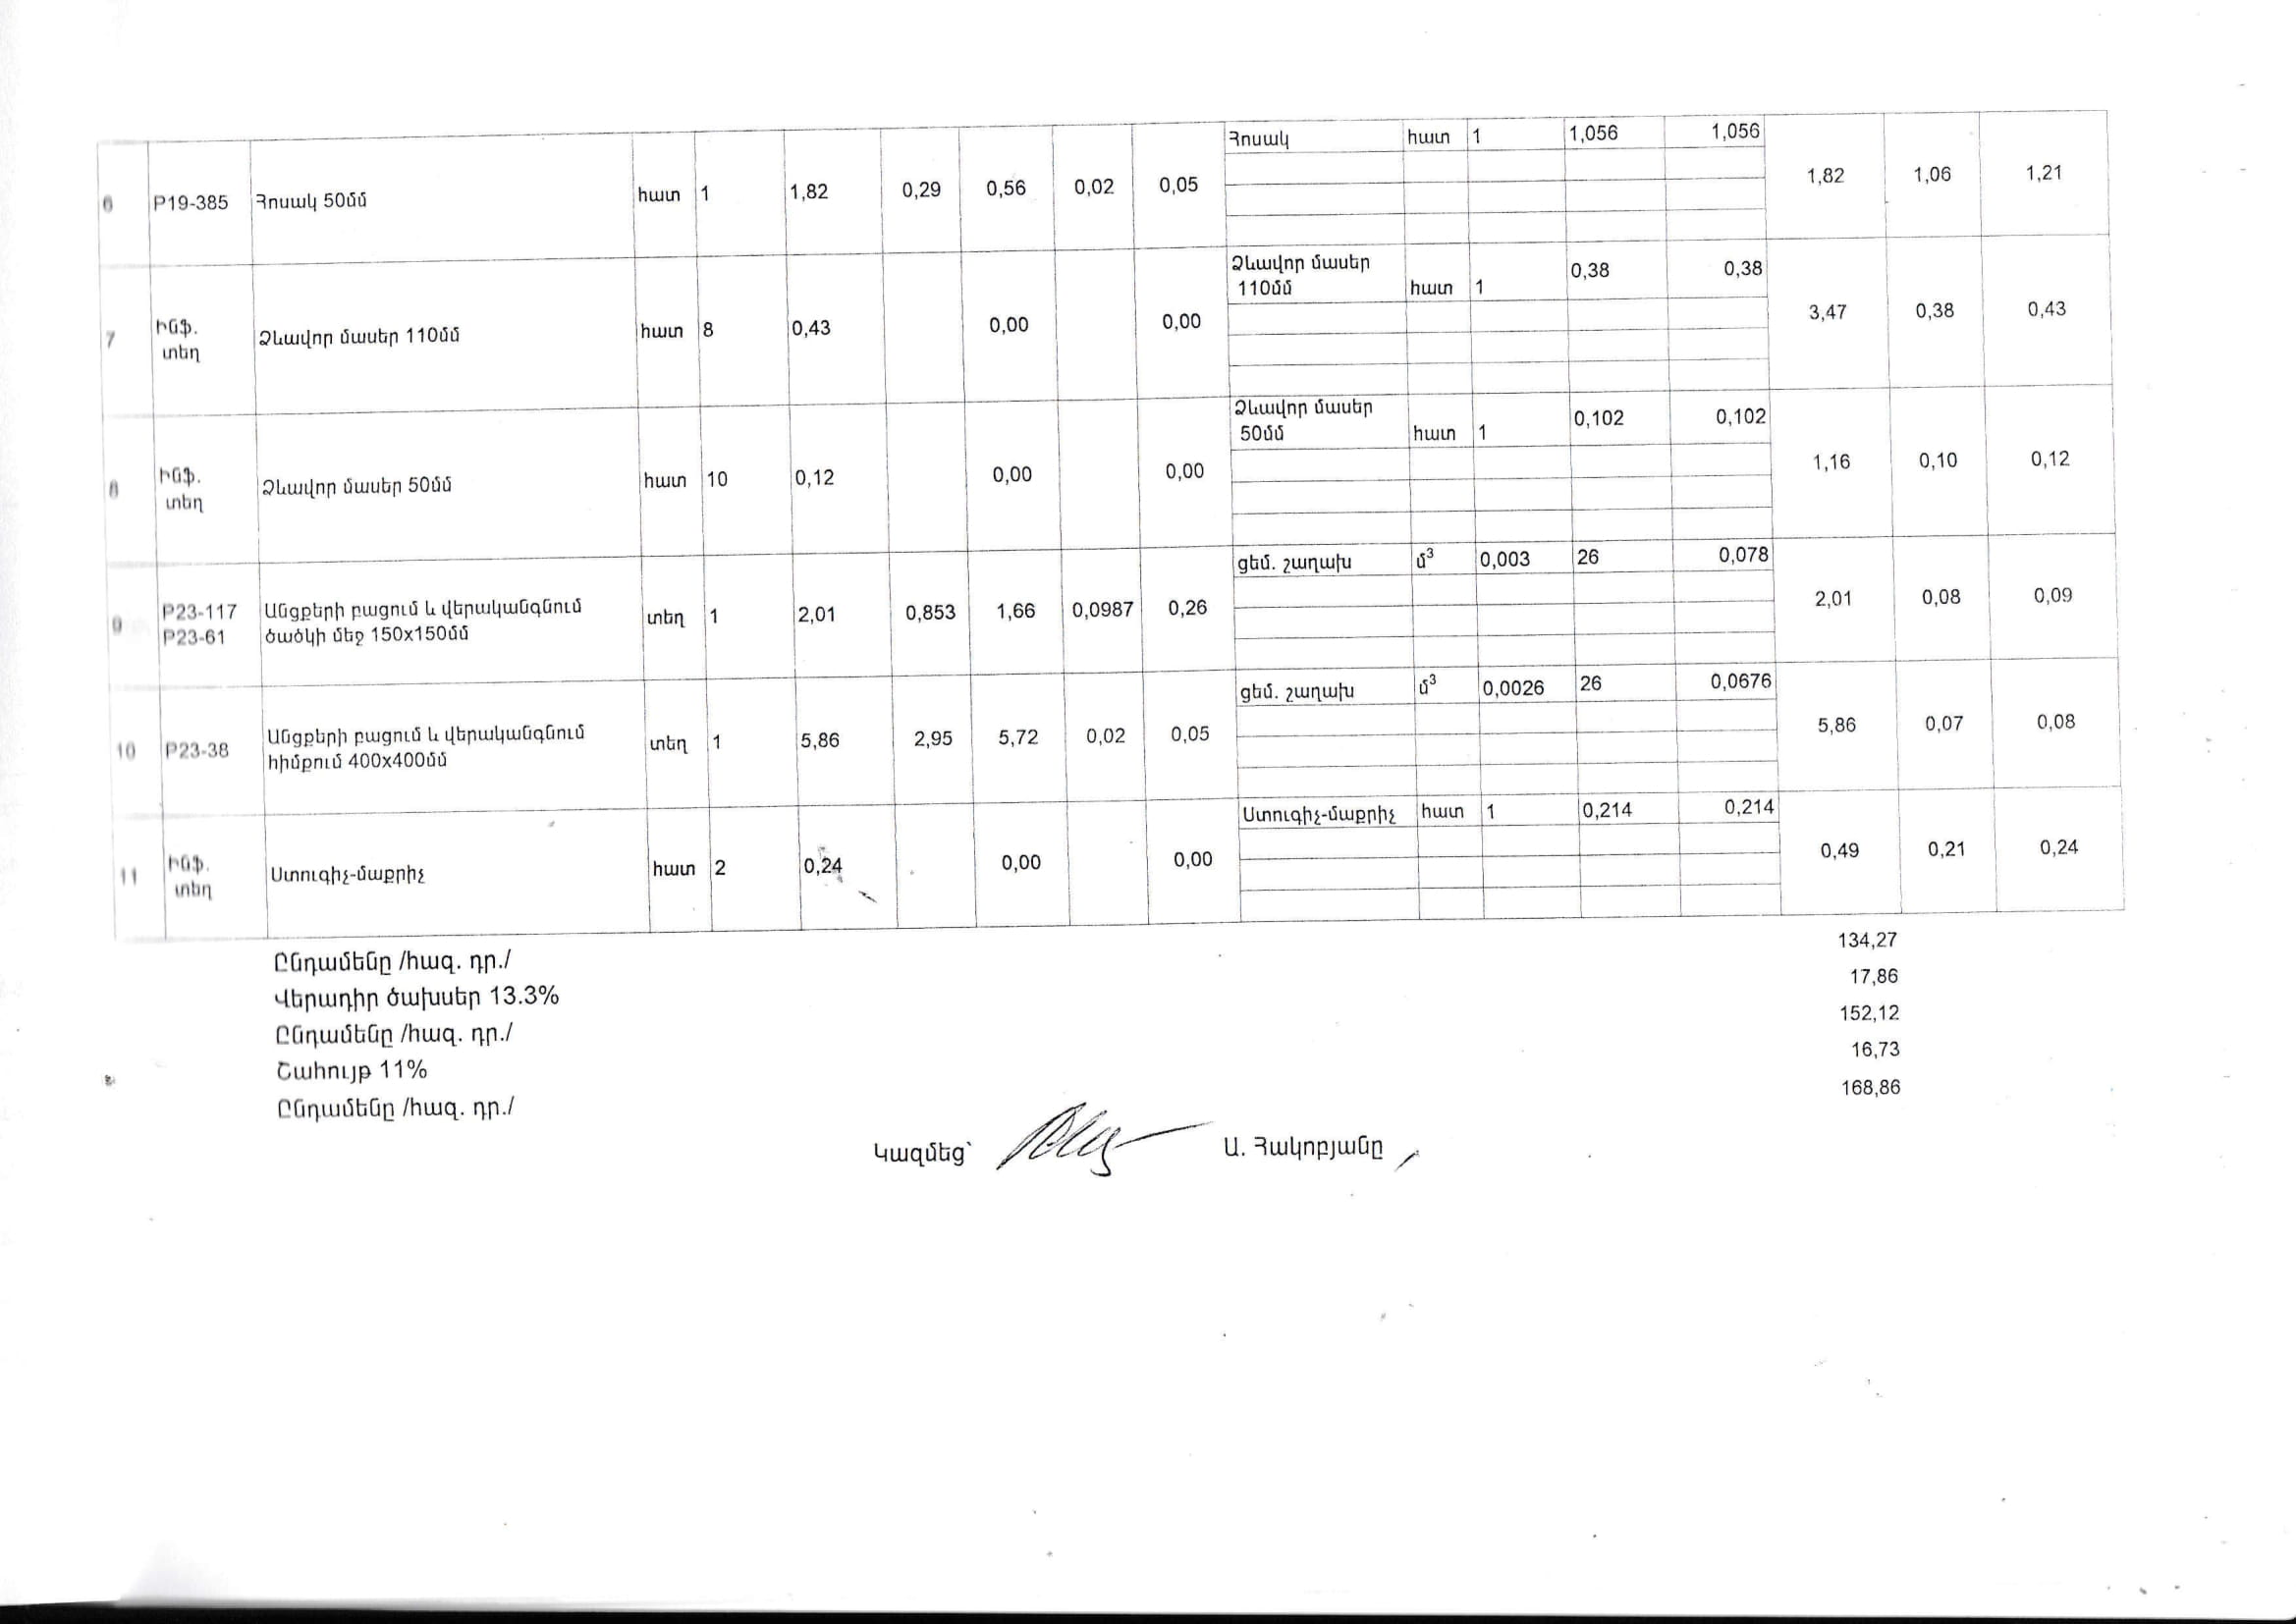 6 P19-385 Հոսակ 50մմ հատ 1 1,82 0,29 0,56 0,02 0,05 Հոսակ հատ 1 1,056 1,056 1,82 1,06 1,21
7 Ինֆ. տեղ Ձևավոր մասեր 110մմ հատ 8 0,43 0,00 0,00 Ձևավոր մասեր 110մմ հատ 1 0,38 0,38 3,47 0,38 0,43
8 Ինֆ. տեղ Ձևավոր մասեր 50մմ հատ 10 0,12 0,00 0,00 Ձևավոր մասեր 50մմ հատ 1 0,102 0,102 1,16 0,10 0,12
9 P23-117 P23-61 Անցքերի բացում և վերականգնում ծածկի մեջ 150x150մմ տեղ 1 2,01 0,853 1,66 0,0987 0,26 ցեմ. շաղախ մ³ 0,003 26 0,078 2,01 0,08 0,09
10 P23-38 Անցքերի բացում և վերականգնում հիմքում 400x400մմ տեղ 1 5,86 2,95 5,72 0,02 0,05 ցեմ. շաղախ մ³ 0,0026 26 0,0676 5,86 0,07 0,08
11 Ինֆ. տեղ Ստուգիչ-մաքրիչ հատ 2 0,24 0,00 0,00 Ստուգիչ-մաքրիչ հատ 1 0,214 0,214 0,49 0,21 0,24
Ընդամենը /հազ. դր./ 134,27
Վերադիր ծախսեր 13.3% 17,86
Ընդամենը /հազ. դր./ 152,12
Շահույթ 11% 16,73
Ընդամենը /հազ. դր./ 168,86
Կազմեց՝ Ա. Հակոբյանը